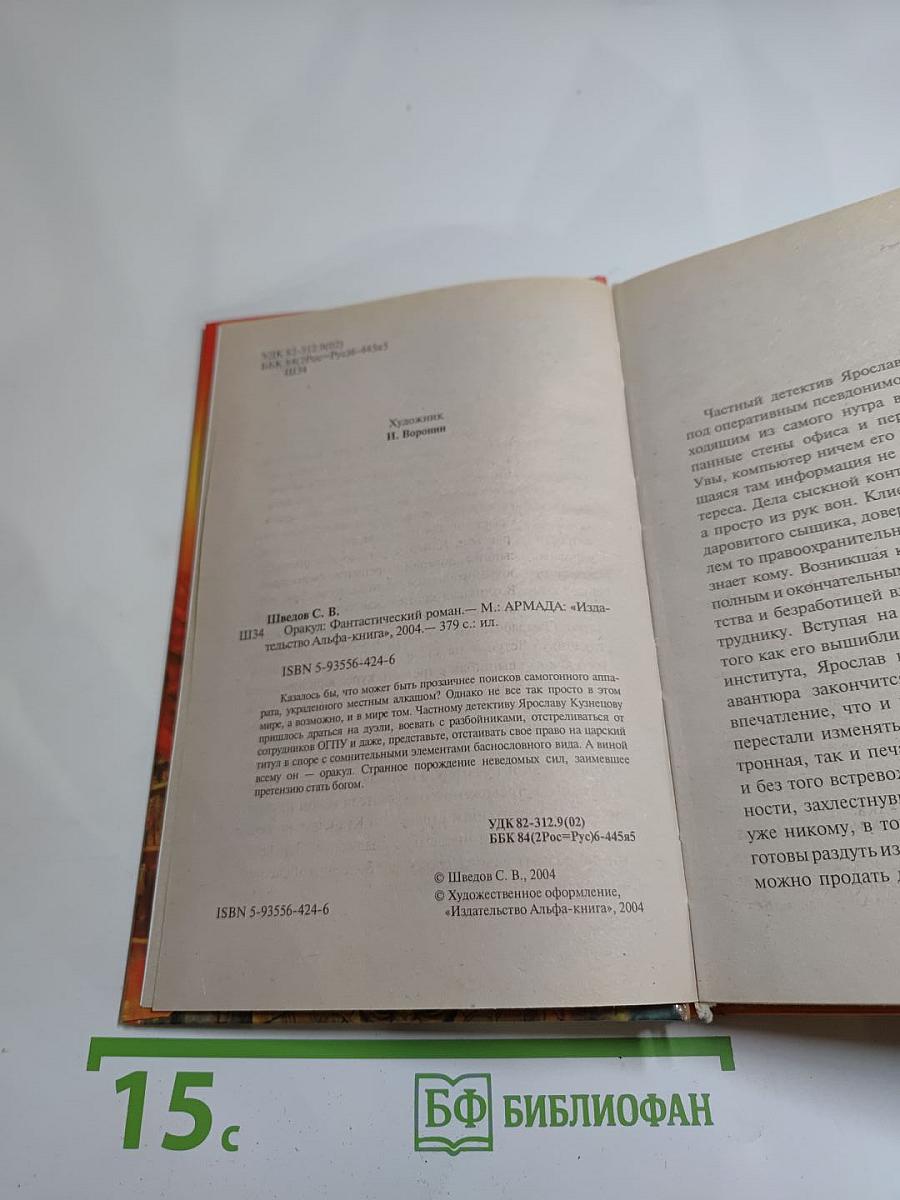 УДК 82-312.9(02)
ББК 84(2Рос=Рус)6-445я5
Ш34
Художник
И. Воронин
Шведов С. В.
Ш34 Оракул: Фантастический роман.— М.: АРМАДА: «Изда-
тельство Альфа-книга», 2004.— 379 с.: ил.
ISBN 5-93556-424-6
Казалось бы, что может быть прозаичнее поисков самогонного аппа-
рата, украденного местным алкашом? Однако не все так просто в этом
мире, а возможно, и в мире том. Частному детективу Ярославу Кузнецову
пришлось драться на дуэли, воевать с разбойниками, отстреливаться от
сотрудников ОГПУ и даже, представьте, отстаивать свое право на царский
титул в споре с сомнительными элементами баснословного вида. А виной
всему он — оракул. Странное порождение неведомых сил, заимевшее
претензию стать богом.
УДК 82-312.9(02)
ББК 84(2Рос=Рус)6-445я5
© Шведов С. В., 2004
© Художественное оформление,
«Издательство Альфа-книга», 2004
ISBN 5-93556-424-6
Частный детектив Ярослав
под оперативным псевдонимо
ходящим из самого нутра в
панные стены офиса и пер
Увы, компьютер ничем его
шаяся там информация не
тереса. Дела сыскной конт
а просто из рук вон. Клие
даровитого сыщика, довер
лем то правоохранительн
знает кому. Возникшая к
полным и окончательным
тства и безработицей вл
труднику. Вступая на
того как его вышибли
института, Ярослав
авантюра закончится
впечатление, что и
перестали изменять
тронная, так и печа
и без того встревож
ности, захлестнув
уже никому, в то
готовы раздуть из
можно продать д
15 с
БФ БИБЛИОФАН